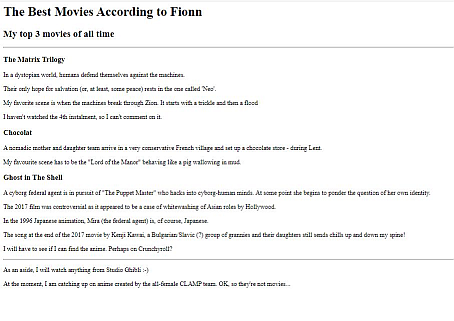 The Best Movies According to Fionn
My top 3 movies of all time
The Matrix Trilogy
In a dystopian world, humans defend themselves against the machines.
Their only hope for salvation (or, at least, some peace) rests in the one called 'Neo'.
My favorite scene is when the machines break through Zion. It starts with a trickle and then a flood
I haven't watched the 4th instalment, so I can't comment on it.
Chocolat
A nomadic mother and daughter team arrive in a very conservative French village and set up a chocolate store - during Lent.
My favourite scene has to be the "Lord of the Manor" behaving like a pig wallowing in mud.
Ghost in The Shell
A cyborg federal agent is in pursuit of "The Puppet Master" who hacks into cyborg-human minds. At some point she begins to ponder the question of her own identity.
The 2017 film was controversial as it appeared to be a case of whitewashing of Asian roles by Hollywood.
In the 1996 Japanese animation, Mira (the federal agent) is, of course, Japanese.
The song at the end of the 2017 movie by Kenji Kawai, a Bulgarian Slavic (?) group of grannies and their daughters still sends chills up and down my spine!
I will have to see if I can find the anime. Perhaps on Crunchyroll?
As an aside, I will watch anything from Studio Ghibli :-)
At the moment, I am catching up on anime created by the all-female CLAMP team. OK, so they're not movies...